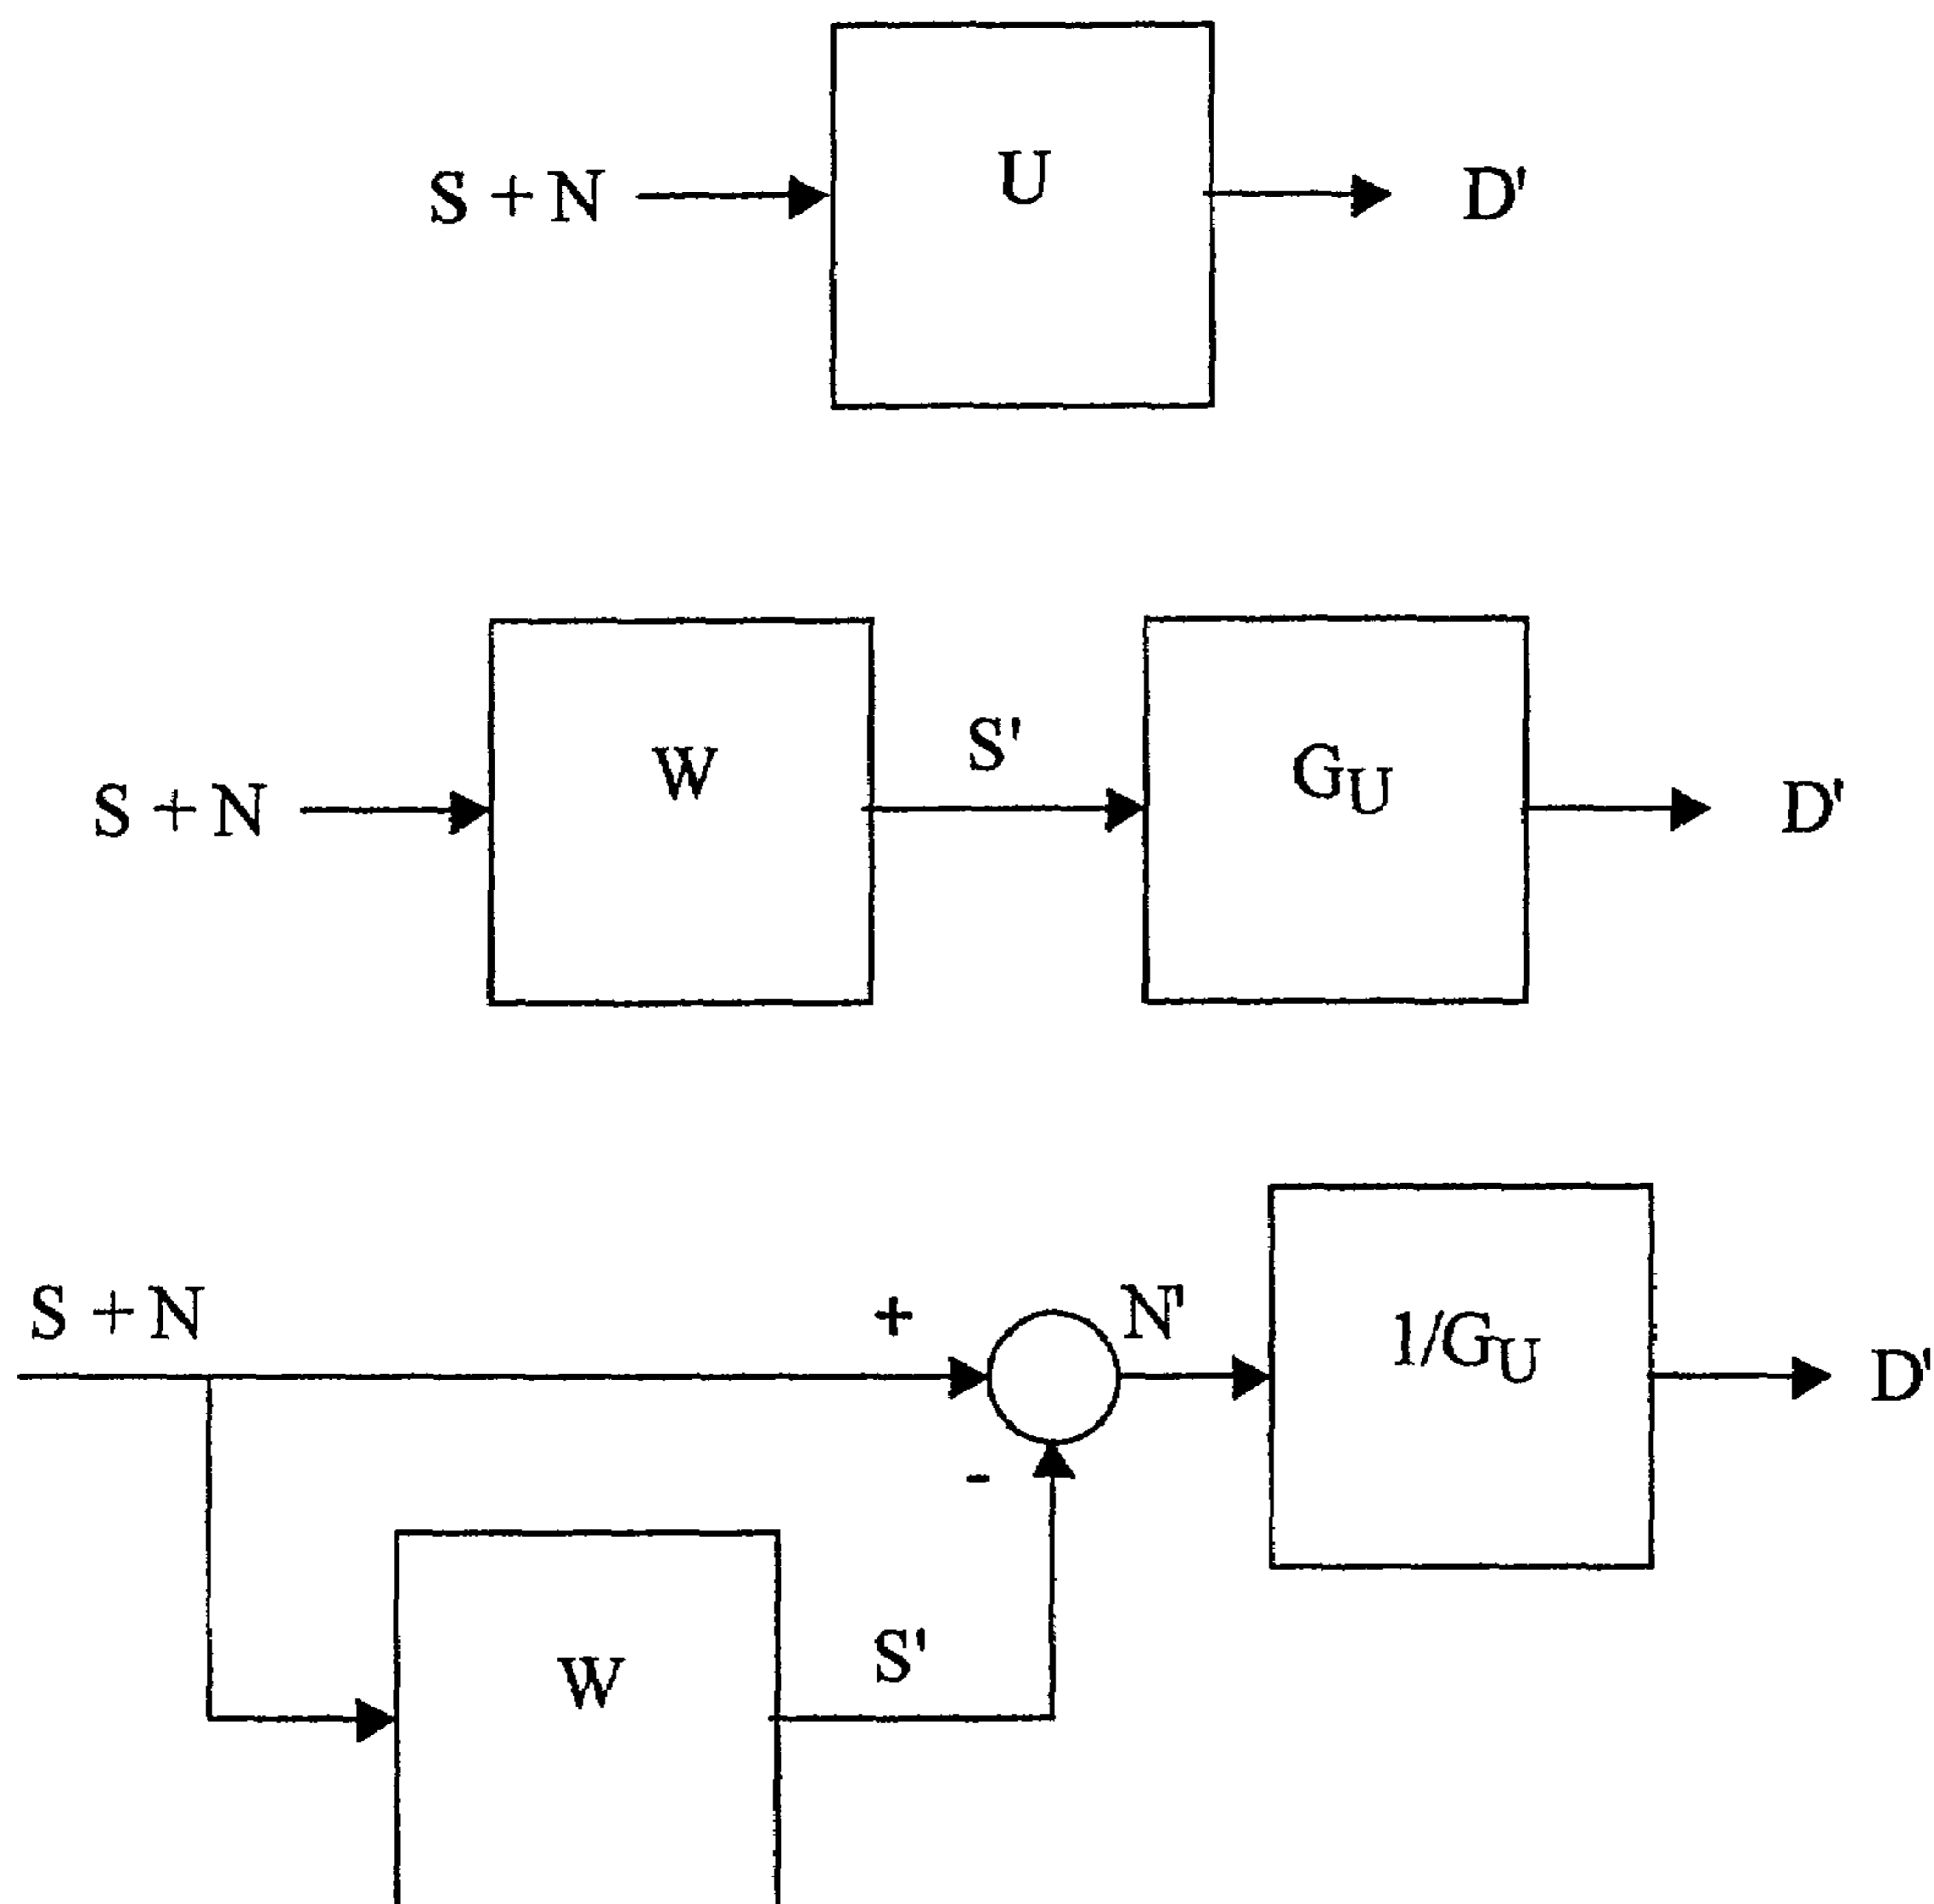 S + N
U
D'
S + N
W
S'
G_U
D'
S + N
+
N'
1/G_U
D'
-
W
S'